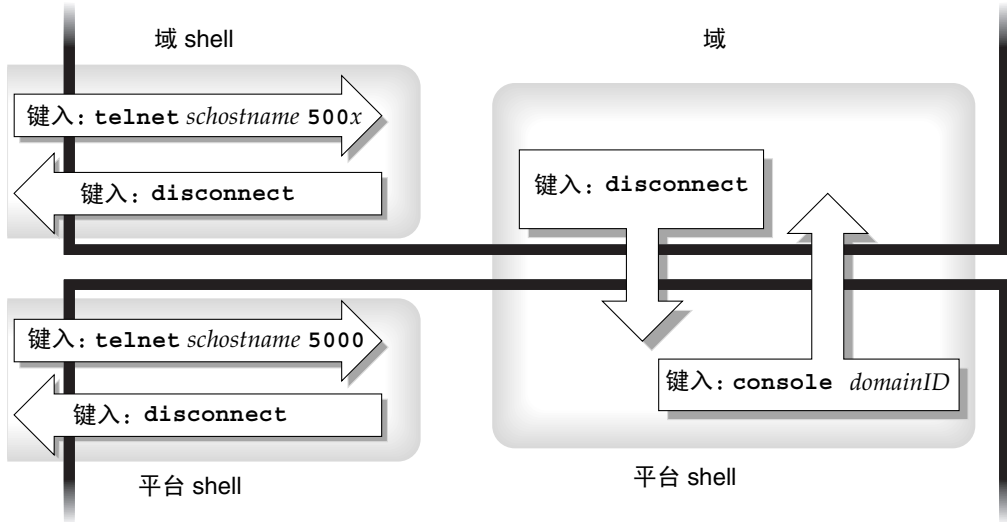 域 shell
域
键入: telnet schostname 500x
键入: disconnect
键入: disconnect
键入: telnet schostname 5000
键入: disconnect
键入: console domainID
平台 shell
平台 shell